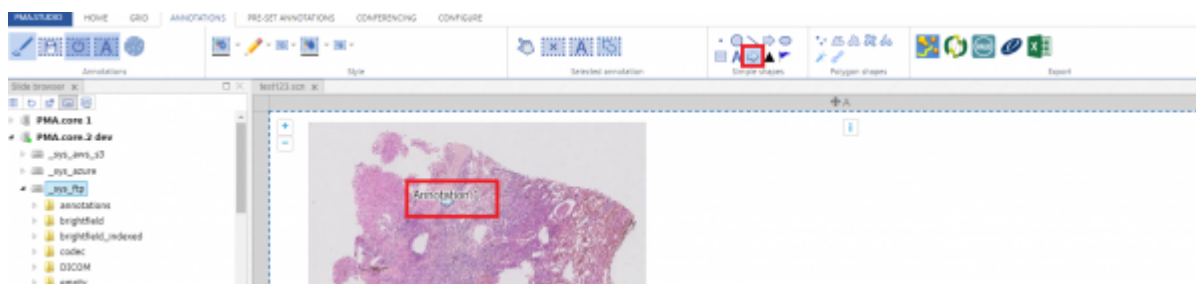 PMA.STUDIO HOME GRID ANNOTATIONS PRE-SET ANNOTATIONS CONFERENCING CONFIGURE
Annotations Style Selected annotation Simple shapes Polygon shapes Export
Slide browser test123.scn
A
PMA.core 1
PMA.core.2 dev
_sys_aws_s3
_sys_azure
_sys_ftp
annotations
brightfield
brightfield_indexed
codec
DICOM
empty
Annotation 1